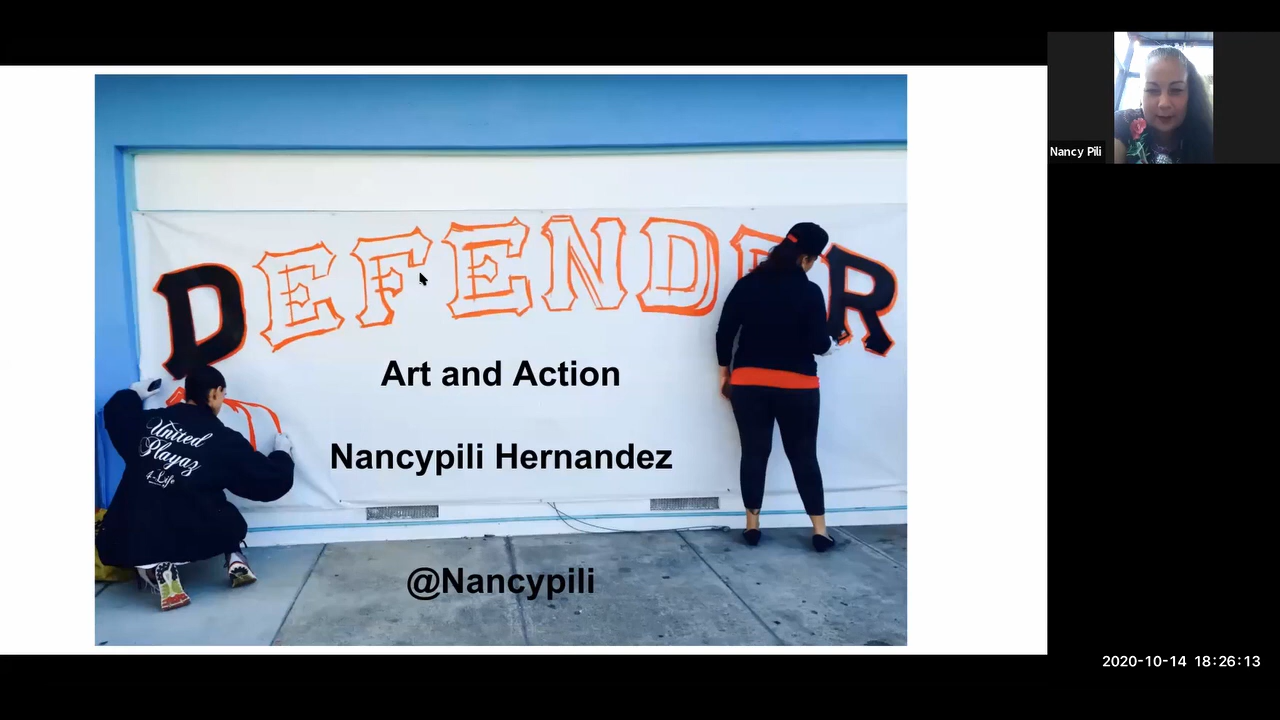 DEFENDER
Art and Action
Nancypili Hernandez
@Nancypili
United
Playaz
4-Life
Nancy Pili
2020-10-14 18:26:13